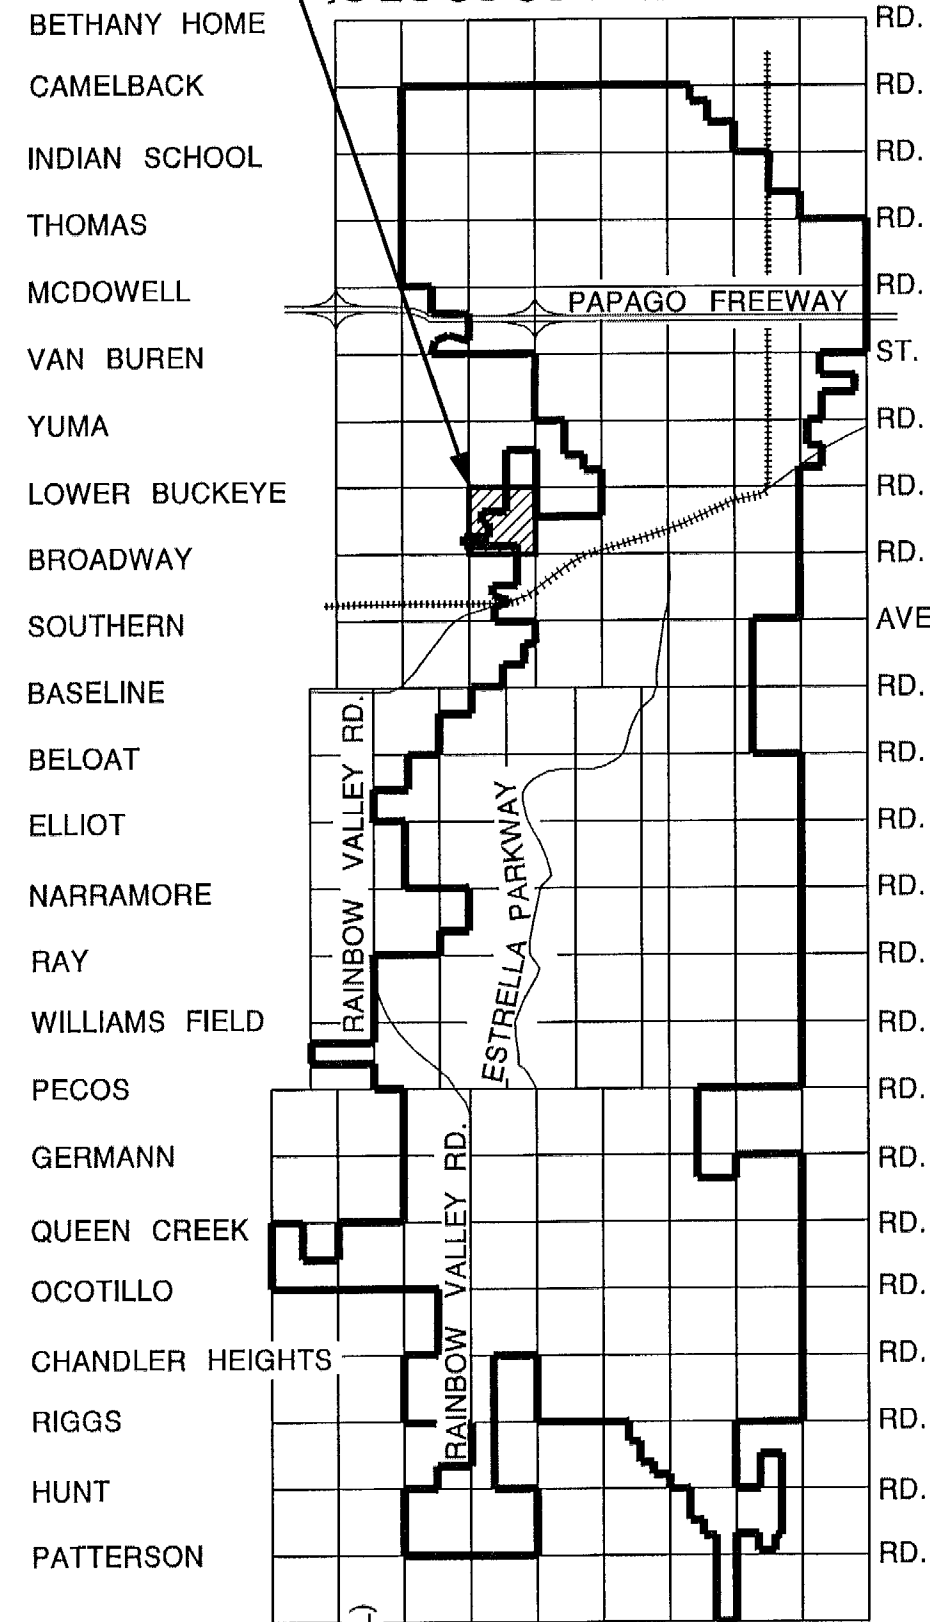 BETHANY HOME RD.
CAMELBACK RD.
INDIAN SCHOOL RD.
THOMAS RD.
MCDOWELL RD.
PAPAGO FREEWAY
VAN BUREN ST.
YUMA RD.
LOWER BUCKEYE RD.
BROADWAY RD.
SOUTHERN AVE
BASELINE RD.
BELOAT RD.
ELLIOT RD.
NARRAMORE RD.
RAY RD.
WILLIAMS FIELD RD.
RAINBOW VALLEY RD.
ESTRELLA PARKWAY
PECOS RD.
GERMANN RD.
QUEEN CREEK RD.
OCOTILLO RD.
CHANDLER HEIGHTS RD.
RIGGS RD.
RAINBOW VALLEY RD.
HUNT RD.
PATTERSON RD.